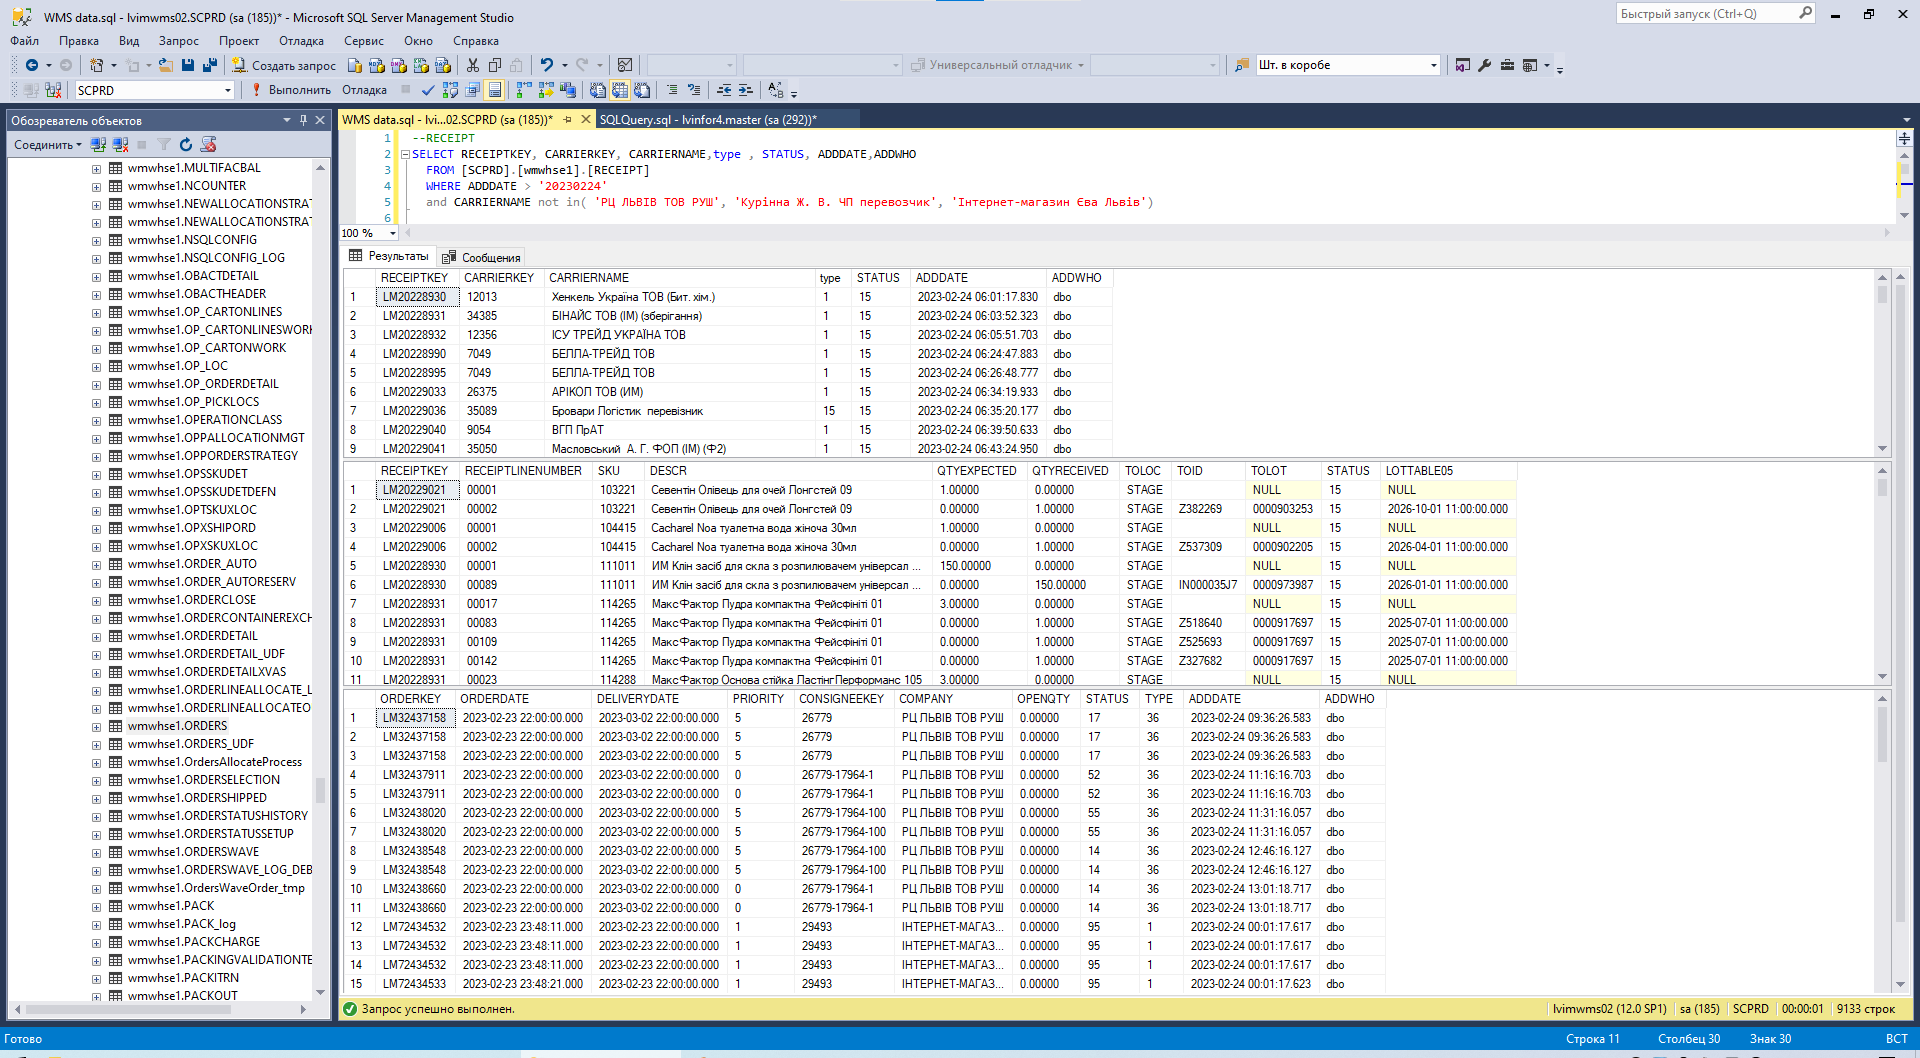 WMS data.sql - lvimwms02.SCPRD (sa (185))* - Microsoft SQL Server Management Studio
Быстрый запуск (Ctrl+Q)
Файл Правка Вид Запрос Проект Отладка Сервис Окно Справка
Создать запрос Универсальный отладчик Шт. в коробе
SCPRD Выполнить Отладка
Обозреватель объектов
Соединить
wmwhse1.MULTIFACBAL
wmwhse1.NCOUNTER
wmwhse1.NEWALLOCATIONSTRA
wmwhse1.NEWALLOCATIONSTRA
wmwhse1.NSQLCONFIG
wmwhse1.NSQLCONFIG_LOG
wmwhse1.OBACTDETAIL
wmwhse1.OBACTHEADER
wmwhse1.OP_CARTONLINES
wmwhse1.OP_CARTONLINESWORK
wmwhse1.OP_CARTONWORK
wmwhse1.OP_LOC
wmwhse1.OP_ORDERDETAIL
wmwhse1.OP_PICKLOCS
wmwhse1.OPERATIONCLASS
wmwhse1.OPPALLOCATIONMGT
wmwhse1.OPPORDERSTRATEGY
wmwhse1.OPSSKUDET
wmwhse1.OPSSKUDETDEFN
wmwhse1.OPTSKUXLOC
wmwhse1.OPXSHIPORD
wmwhse1.OPXSKUXLOC
wmwhse1.ORDER_AUTO
wmwhse1.ORDER_AUTORESERV
wmwhse1.ORDERCLOSE
wmwhse1.ORDERCONTAINEREXCH
wmwhse1.ORDERDETAIL
wmwhse1.ORDERDETAIL_UDF
wmwhse1.ORDERDETAILXVAS
wmwhse1.ORDERLINEALLOCATE_L
wmwhse1.ORDERLINEALLOCATEO
wmwhse1.ORDERS
wmwhse1.ORDERS_UDF
wmwhse1.OrdersAllocateProcess
wmwhse1.ORDERSELECTION
wmwhse1.ORDERSHIPPED
wmwhse1.ORDERSTATUSHISTORY
wmwhse1.ORDERSTATUSSETUP
wmwhse1.ORDERSWAVE
wmwhse1.ORDERSWAVE_LOG_DEB
wmwhse1.OrdersWaveOrder_tmp
wmwhse1.PACK
wmwhse1.PACK_log
wmwhse1.PACKCHARGE
wmwhse1.PACKINGVALIDATIONTE
wmwhse1.PACKITRN
wmwhse1.PACKOUT
WMS data.sql - lvi...02.SCPRD (sa (185))* SQLQuery.sql - lvinfor4.master (sa (292))*
1 --RECEIPT
2 SELECT RECEIPTKEY, CARRIERKEY, CARRIERNAME,type , STATUS, ADDDATE,ADDWHO
3 FROM [SCPRD].[wmwhse1].[RECEIPT]
4 WHERE ADDDATE > '20230224'
5 and CARRIERNAME not in( 'РЦ ЛЬВІВ ТОВ РУШ', 'Курінна Ж. В. ЧП перевозчик', 'Інтернет-магазин Єва Львів')
6
100 %
Результаты Сообщения
RECEIPTKEY CARRIERKEY CARRIERNAME type STATUS ADDDATE ADDWHO
1 LM20228930 12013 Хенкель Україна ТОВ (Бит. хім.) 1 15 2023-02-24 06:01:17.830 dbo
2 LM20228931 34385 БІНАЙС ТОВ (ІМ) (зберігання) 1 15 2023-02-24 06:03:52.323 dbo
3 LM20228932 12356 ІСУ ТРЕЙД УКРАЇНА ТОВ 1 15 2023-02-24 06:05:51.703 dbo
4 LM20228990 7049 БЕЛЛА-ТРЕЙД ТОВ 1 15 2023-02-24 06:24:47.883 dbo
5 LM20228995 7049 БЕЛЛА-ТРЕЙД ТОВ 1 15 2023-02-24 06:26:48.777 dbo
6 LM20229033 26375 АРІКОЛ ТОВ (ИМ) 1 15 2023-02-24 06:34:19.933 dbo
7 LM20229036 35089 Бровари Логістик перевізник 15 15 2023-02-24 06:35:20.177 dbo
8 LM20229040 9054 ВГП ПрАТ 1 15 2023-02-24 06:39:50.633 dbo
9 LM20229041 35050 Масловський А. Г. ФОП (ІМ) (Ф2) 1 15 2023-02-24 06:43:24.950 dbo
RECEIPTKEY RECEIPTLINENUMBER SKU DESCR QTYEXPECTED QTYRECEIVED TOLOC TOID TOLOT STATUS LOTTABLE05
1 LM20229021 00001 103221 Севентін Олівець для очей Лонгстей 09 1.00000 0.00000 STAGE NULL 15 NULL
2 LM20229021 00002 103221 Севентін Олівець для очей Лонгстей 09 0.00000 1.00000 STAGE Z382269 0000903253 15 2026-10-01 11:00:00.000
3 LM20229006 00001 104415 Cacharel Noa туалетна вода жіноча 30мл 1.00000 0.00000 STAGE NULL 15 NULL
4 LM20229006 00002 104415 Cacharel Noa туалетна вода жіноча 30мл 0.00000 1.00000 STAGE Z537309 0000902205 15 2026-04-01 11:00:00.000
5 LM20228930 00001 111011 ИМ Клін засіб для скла з розпилювачем універсал ... 150.00000 0.00000 STAGE NULL 15 NULL
6 LM20228930 00089 111011 ИМ Клін засіб для скла з розпилювачем універсал ... 0.00000 150.00000 STAGE IN000035J7 0000973987 15 2026-01-01 11:00:00.000
7 LM20228931 00017 114265 МаксФактор Пудра компактна Фейсфініті 01 3.00000 0.00000 STAGE NULL 15 NULL
8 LM20228931 00083 114265 МаксФактор Пудра компактна Фейсфініті 01 0.00000 1.00000 STAGE Z518640 0000917697 15 2025-07-01 11:00:00.000
9 LM20228931 00109 114265 МаксФактор Пудра компактна Фейсфініті 01 0.00000 1.00000 STAGE Z525693 0000917697 15 2025-07-01 11:00:00.000
10 LM20228931 00142 114265 МаксФактор Пудра компактна Фейсфініті 01 0.00000 1.00000 STAGE Z327682 0000917697 15 2025-07-01 11:00:00.000
11 LM20228931 00023 114288 МаксФактор Основа стійка ЛастінгПерформанс 105 3.00000 0.00000 STAGE NULL 15 NULL
ORDERKEY ORDERDATE DELIVERYDATE PRIORITY CONSIGNEEKEY COMPANY OPENQTY STATUS TYPE ADDDATE ADDWHO
1 LM32437158 2023-02-23 22:00:00.000 2023-03-02 22:00:00.000 5 26779 РЦ ЛЬВІВ ТОВ РУШ 0.00000 17 36 2023-02-24 09:36:26.583 dbo
2 LM32437158 2023-02-23 22:00:00.000 2023-03-02 22:00:00.000 5 26779 РЦ ЛЬВІВ ТОВ РУШ 0.00000 17 36 2023-02-24 09:36:26.583 dbo
3 LM32437158 2023-02-23 22:00:00.000 2023-03-02 22:00:00.000 5 26779 РЦ ЛЬВІВ ТОВ РУШ 0.00000 17 36 2023-02-24 09:36:26.583 dbo
4 LM32437911 2023-02-23 22:00:00.000 2023-03-02 22:00:00.000 0 26779-17964-1 РЦ ЛЬВІВ ТОВ РУШ 0.00000 52 36 2023-02-24 11:16:16.703 dbo
5 LM32437911 2023-02-23 22:00:00.000 2023-03-02 22:00:00.000 0 26779-17964-1 РЦ ЛЬВІВ ТОВ РУШ 0.00000 52 36 2023-02-24 11:16:16.703 dbo
6 LM32438020 2023-02-23 22:00:00.000 2023-03-02 22:00:00.000 5 26779-17964-100 РЦ ЛЬВІВ ТОВ РУШ 0.00000 55 36 2023-02-24 11:31:16.057 dbo
7 LM32438020 2023-02-23 22:00:00.000 2023-03-02 22:00:00.000 5 26779-17964-100 РЦ ЛЬВІВ ТОВ РУШ 0.00000 55 36 2023-02-24 11:31:16.057 dbo
8 LM32438548 2023-02-23 22:00:00.000 2023-03-02 22:00:00.000 5 26779-17964-100 РЦ ЛЬВІВ ТОВ РУШ 0.00000 14 36 2023-02-24 12:46:16.127 dbo
9 LM32438548 2023-02-23 22:00:00.000 2023-03-02 22:00:00.000 5 26779-17964-100 РЦ ЛЬВІВ ТОВ РУШ 0.00000 14 36 2023-02-24 12:46:16.127 dbo
10 LM32438660 2023-02-23 22:00:00.000 2023-03-02 22:00:00.000 0 26779-17964-1 РЦ ЛЬВІВ ТОВ РУШ 0.00000 14 36 2023-02-24 13:01:18.717 dbo
11 LM32438660 2023-02-23 22:00:00.000 2023-03-02 22:00:00.000 0 26779-17964-1 РЦ ЛЬВІВ ТОВ РУШ 0.00000 14 36 2023-02-24 13:01:18.717 dbo
12 LM72434532 2023-02-23 23:48:11.000 2023-02-23 22:00:00.000 1 29493 ІНТЕРНЕТ-МАГАЗ... 0.00000 95 1 2023-02-24 00:01:17.617 dbo
13 LM72434532 2023-02-23 23:48:11.000 2023-02-23 22:00:00.000 1 29493 ІНТЕРНЕТ-МАГАЗ... 0.00000 95 1 2023-02-24 00:01:17.617 dbo
14 LM72434532 2023-02-23 23:48:11.000 2023-02-23 22:00:00.000 1 29493 ІНТЕРНЕТ-МАГАЗ... 0.00000 95 1 2023-02-24 00:01:17.617 dbo
15 LM72434533 2023-02-23 23:48:21.000 2023-02-23 22:00:00.000 1 29493 ІНТЕРНЕТ-МАГАЗ... 0.00000 95 1 2023-02-24 00:01:17.623 dbo
Запрос успешно выполнен. lvimwms02 (12.0 SP1) sa (185) SCPRD 00:00:01 9133 строк
Готово Строка 11 Столбец 30 Знак 30 ВСТ